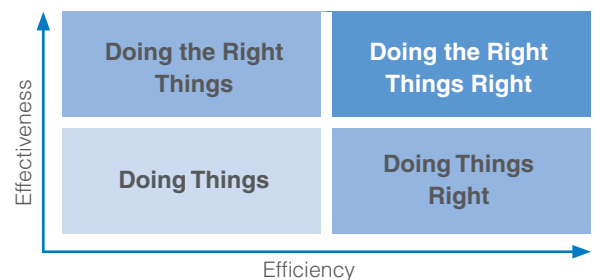 Effectiveness
Doing the Right
Things
Doing the Right
Things Right
Doing Things
Doing Things
Right
Efficiency